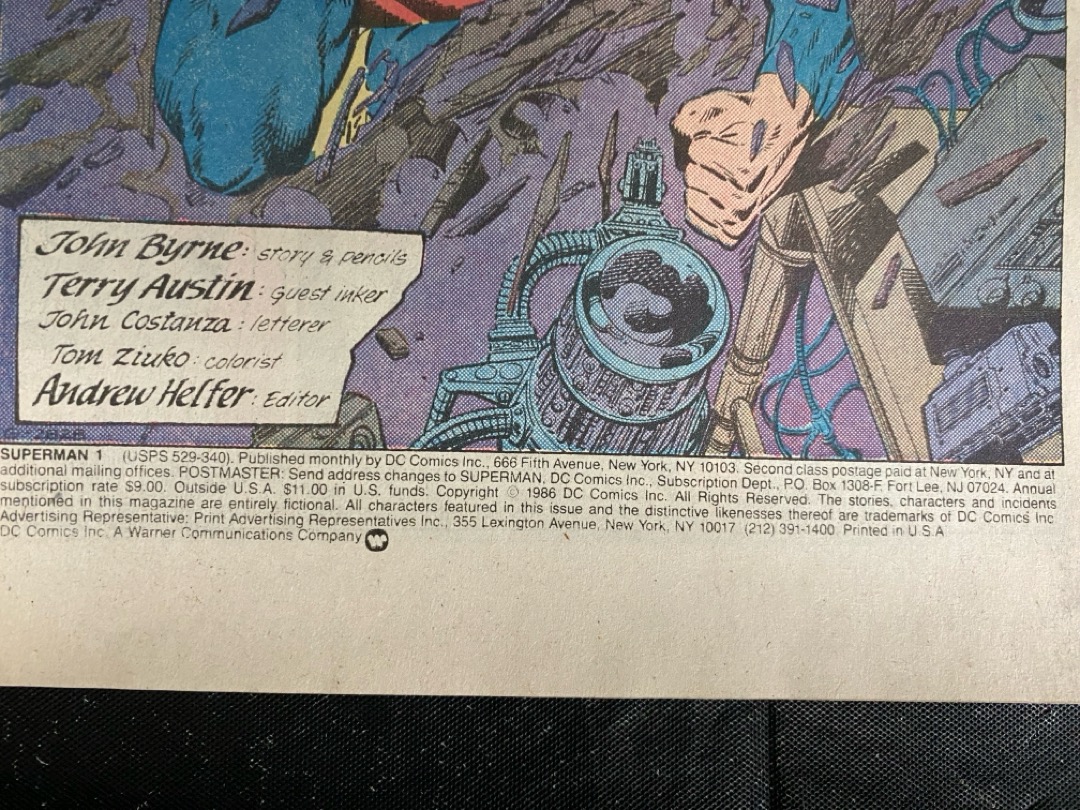 John Byrne: story & pencils
Terry Austin: Guest inker
John Costanza: letterer
Tom Ziuko: colorist
Andrew Helfer: Editor
SUPERMAN 1 (USPS 529-340). Published monthly by DC Comics Inc., 666 Fifth Avenue, New York, NY 10103. Second class postage paid at New York, NY and at
additional mailing offices. POSTMASTER: Send address changes to SUPERMAN, DC Comics Inc., Subscription Dept., P.O. Box 1308-F, Fort Lee, NJ 07024. Annual
subscription rate $9.00. Outside U.S.A. $11.00 in U.S. funds. Copyright © 1986 DC Comics Inc. All Rights Reserved. The stories, characters and incidents
mentioned in this magazine are entirely fictional. All characters featured in this issue and the distinctive likenesses thereof are trademarks of DC Comics Inc.
Advertising Representative: Print Advertising Representatives Inc., 355 Lexington Avenue, New York, NY 10017 (212) 391-1400. Printed in U.S.A.
DC Comics Inc. A Warner Communications Company